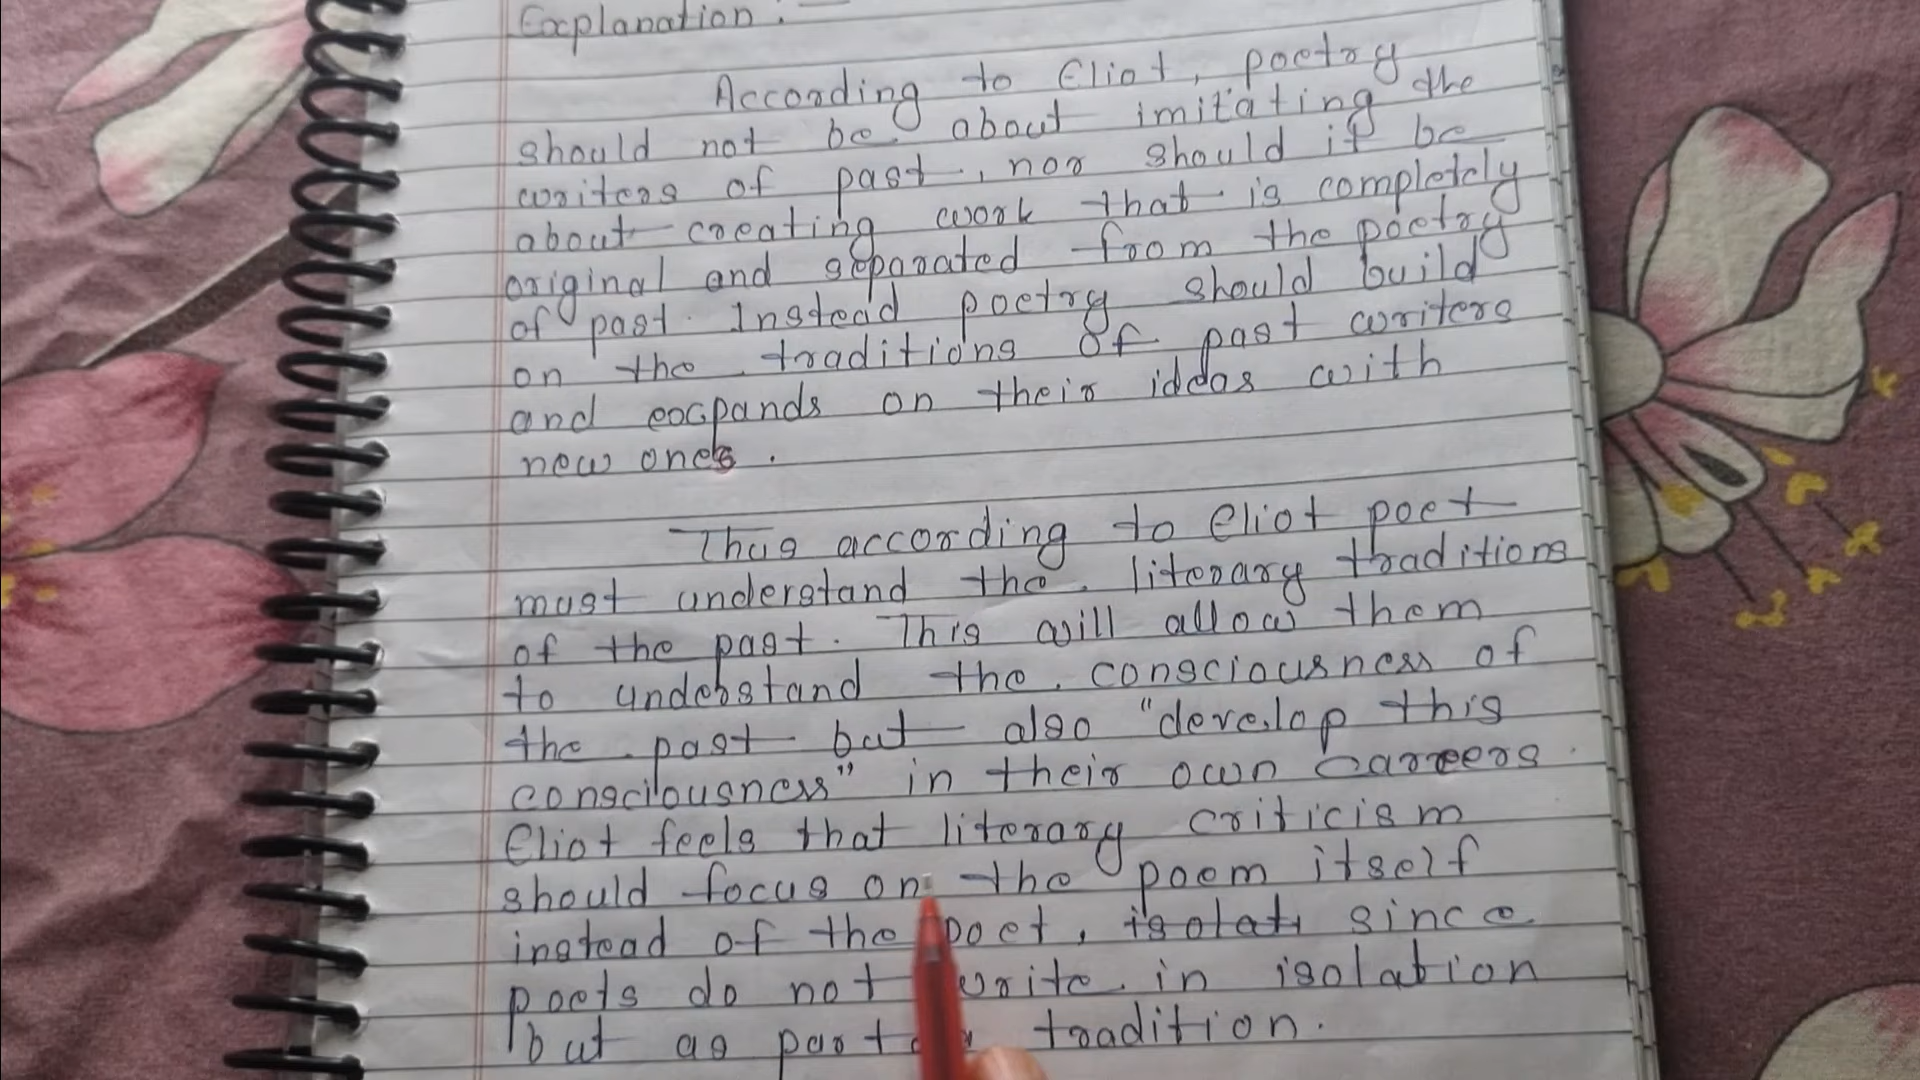 Explanation :-
According to Eliot, poetry
should not be about imitating the
writers of past, nor should it be
about creating work that is completely
original and separated from the poetry
of past. Instead poetry should build
on the traditions of past writers
and expands on their ideas with
new ones.
Thus according to Eliot poet
must understand the literary traditions
of the past. This will allow them
to understand the consciousness of
the past but also "develop this
consciousness" in their own careers.
Eliot feels that literary criticism
should focus on the poem itself
instead of the poet, isolati since
poets do not write in isolation
but as part tradition.